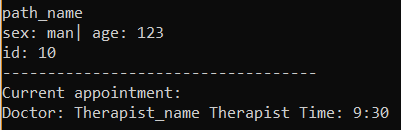 path_name
sex: man| age: 123
id: 10
----------------------------------
Current appointment:
Doctor: Therapist_name Therapist Time: 9:30